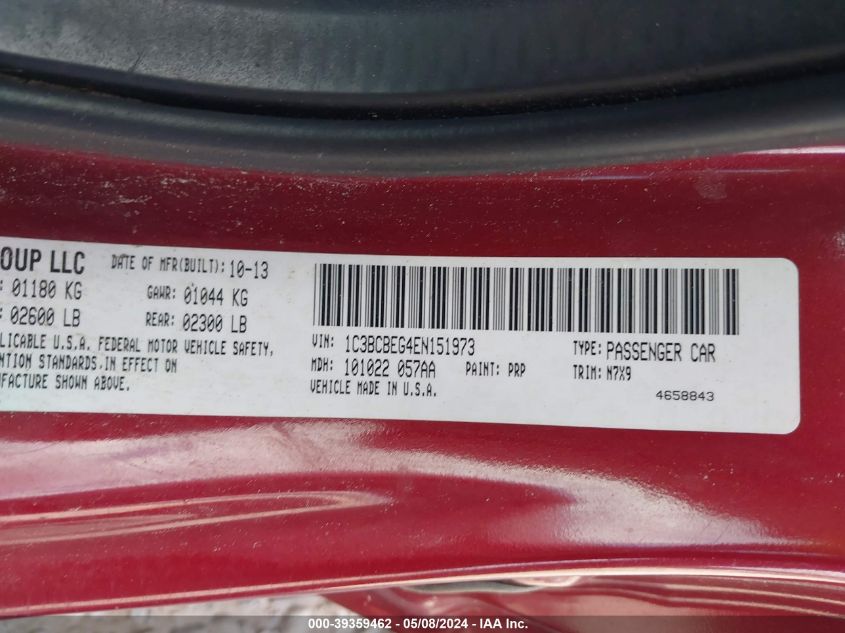 OUP LLC DATE OF MFR(BUILT): 10-13
: 01180 KG GAWR: 01044 KG
: 02600 LB REAR: 02300 LB
LICABLE U.S.A. FEDERAL MOTOR VEHICLE SAFETY,
NTION STANDARDS IN EFFECT ON
FACTURE SHOWN ABOVE.
VIN: 1C3BCBEG4EN151973 TYPE: PASSENGER CAR
MDH: 101022 057AA PAINT: PRP TRIM: N7X9
VEHICLE MADE IN U.S.A. 4658843
000-39359462 - 05/08/2024 - IAA Inc.